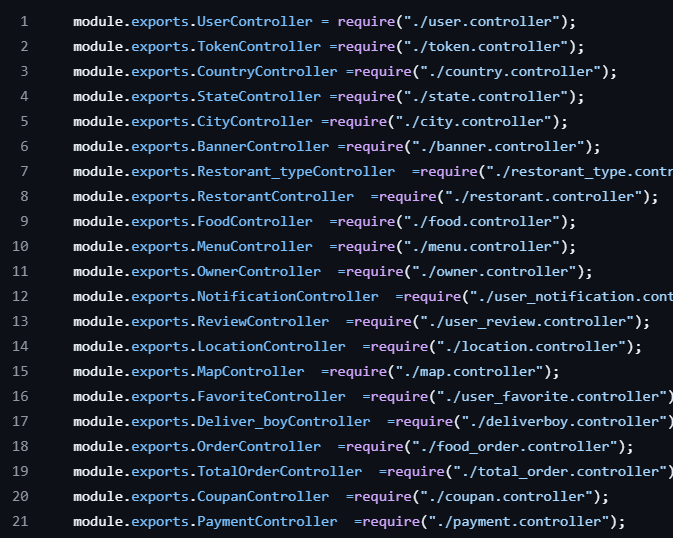 1 module.exports.UserController = require("./user.controller");
2 module.exports.TokenController =require("./token.controller");
3 module.exports.CountryController =require("./country.controller");
4 module.exports.StateController =require("./state.controller");
5 module.exports.CityController =require("./city.controller");
6 module.exports.BannerController =require("./banner.controller");
7 module.exports.Restorant_typeController  =require("./restorant_type.contr
8 module.exports.RestorantController  =require("./restorant.controller");
9 module.exports.FoodController  =require("./food.controller");
10 module.exports.MenuController  =require("./menu.controller");
11 module.exports.OwnerController  =require("./owner.controller");
12 module.exports.NotificationController  =require("./user_notification.cont
13 module.exports.ReviewController  =require("./user_review.controller");
14 module.exports.LocationController  =require("./location.controller");
15 module.exports.MapController  =require("./map.controller");
16 module.exports.FavoriteController  =require("./user_favorite.controller")
17 module.exports.Deliver_boyController  =require("./deliverboy.controller")
18 module.exports.OrderController  =require("./food_order.controller");
19 module.exports.TotalOrderController  =require("./total_order.controller")
20 module.exports.CoupanController  =require("./coupan.controller");
21 module.exports.PaymentController  =require("./payment.controller");